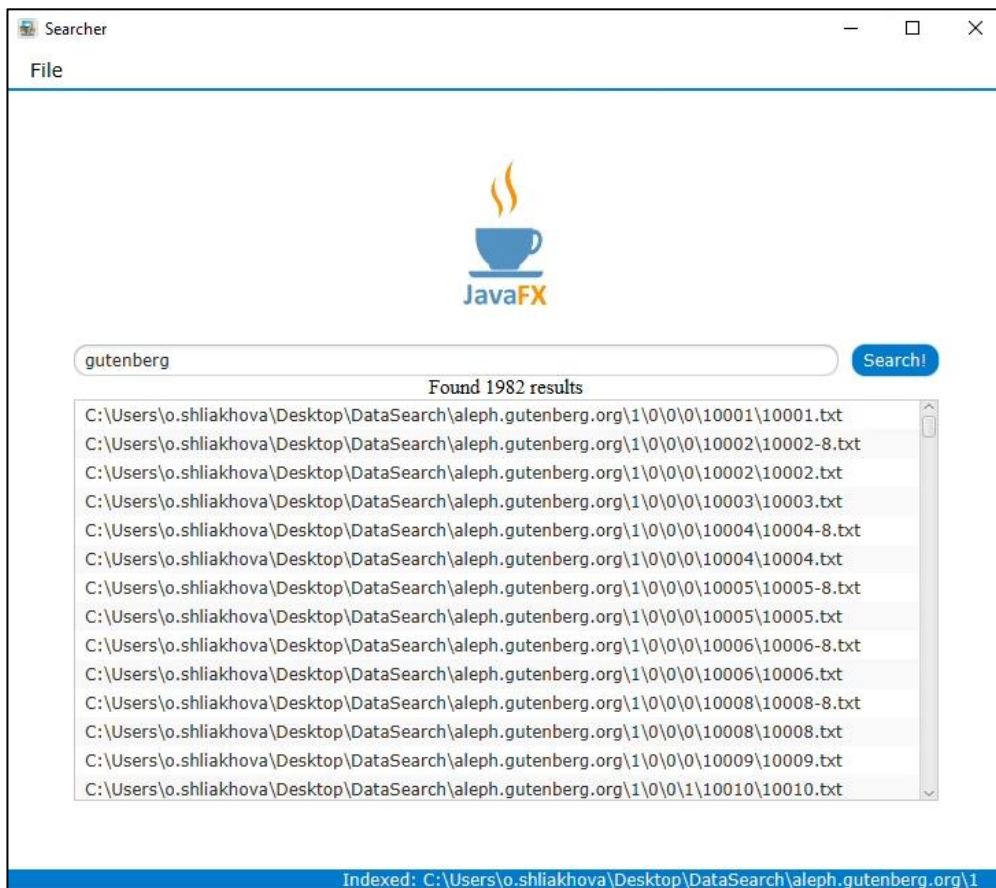 Searcher
File
JavaFX
gutenberg
Search!
Found 1982 results
C:\Users\o.shliakhova\Desktop\DataSearch\aleph.gutenberg.org\1\0\0\0\10001\10001.txt
C:\Users\o.shliakhova\Desktop\DataSearch\aleph.gutenberg.org\1\0\0\0\10002\10002-8.txt
C:\Users\o.shliakhova\Desktop\DataSearch\aleph.gutenberg.org\1\0\0\0\10002\10002.txt
C:\Users\o.shliakhova\Desktop\DataSearch\aleph.gutenberg.org\1\0\0\0\10003\10003.txt
C:\Users\o.shliakhova\Desktop\DataSearch\aleph.gutenberg.org\1\0\0\0\10004\10004-8.txt
C:\Users\o.shliakhova\Desktop\DataSearch\aleph.gutenberg.org\1\0\0\0\10004\10004.txt
C:\Users\o.shliakhova\Desktop\DataSearch\aleph.gutenberg.org\1\0\0\0\10005\10005-8.txt
C:\Users\o.shliakhova\Desktop\DataSearch\aleph.gutenberg.org\1\0\0\0\10005\10005.txt
C:\Users\o.shliakhova\Desktop\DataSearch\aleph.gutenberg.org\1\0\0\0\10006\10006-8.txt
C:\Users\o.shliakhova\Desktop\DataSearch\aleph.gutenberg.org\1\0\0\0\10006\10006.txt
C:\Users\o.shliakhova\Desktop\DataSearch\aleph.gutenberg.org\1\0\0\0\10008\10008-8.txt
C:\Users\o.shliakhova\Desktop\DataSearch\aleph.gutenberg.org\1\0\0\0\10008\10008.txt
C:\Users\o.shliakhova\Desktop\DataSearch\aleph.gutenberg.org\1\0\0\0\10009\10009.txt
C:\Users\o.shliakhova\Desktop\DataSearch\aleph.gutenberg.org\1\0\0\1\10010\10010.txt
Indexed: C:\Users\o.shliakhova\Desktop\DataSearch\aleph.gutenberg.org\1